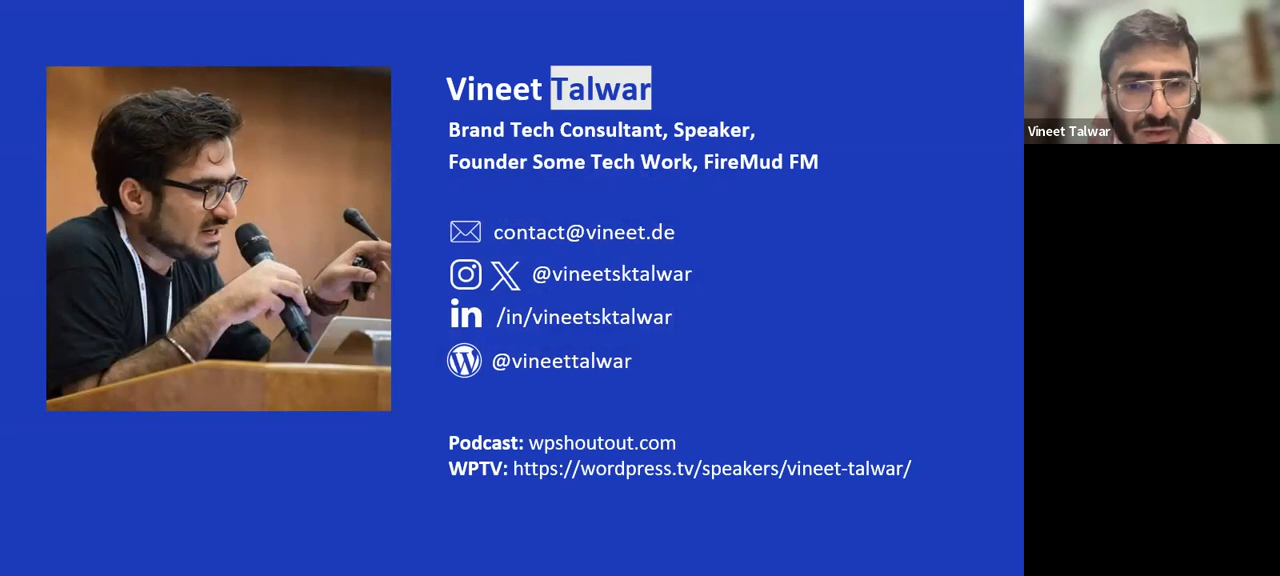 Vineet Talwar
Brand Tech Consultant, Speaker,
Founder Some Tech Work, FireMud FM
contact@vineet.de
@vineetsktalwar
in /in/vineetsktalwar
@vineettalwar
Podcast: wpshoutout.com
WPTV: https://wordpress.tv/speakers/vineet-talwar/
Vineet Talwar